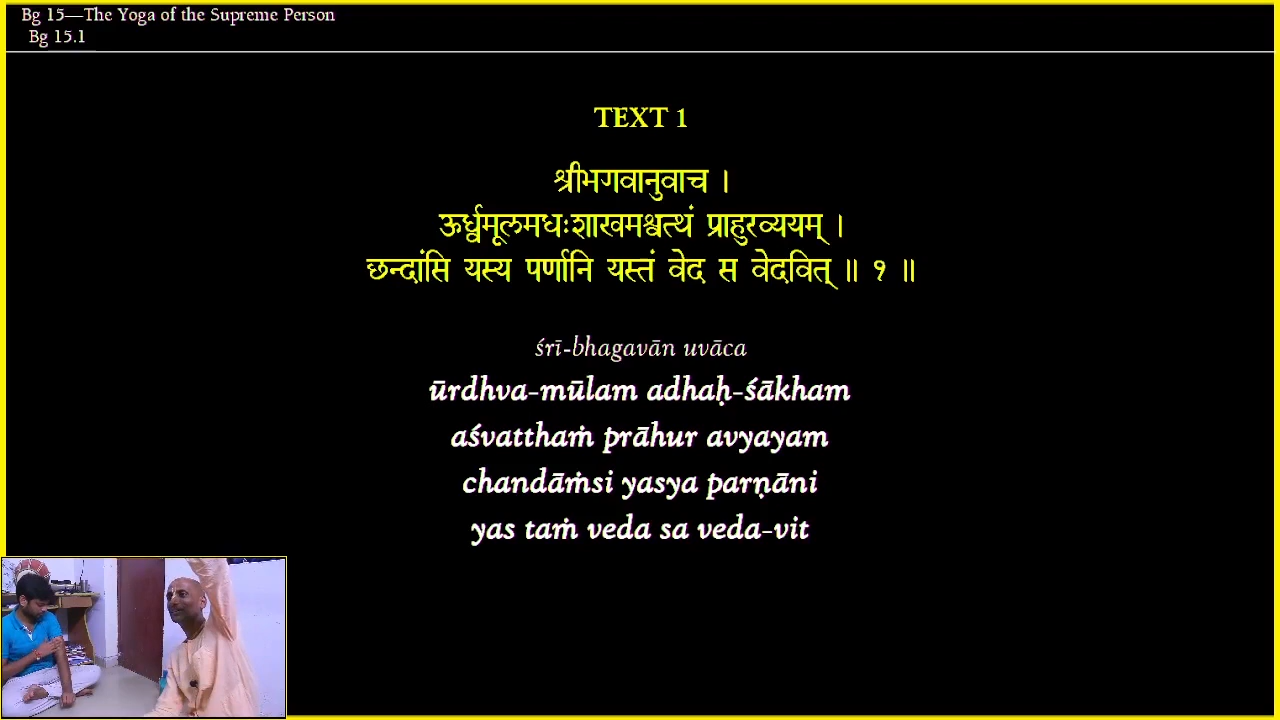 Bg 15—The Yoga of the Supreme Person
Bg 15.1
TEXT 1
श्रीभगवानुवाच ।
ऊर्ध्वमूलमधःशाखमश्वत्थं प्राहुरव्ययम् ।
छन्दांसि यस्य पर्णानि यस्तं वेद स वेदवित् ॥ १ ॥
śrī-bhagavān uvāca
ūrdhva-mūlam adhaḥ-śākham
aśvatthaṁ prāhur avyayam
chandāṁsi yasya parṇāni
yas taṁ veda sa veda-vit